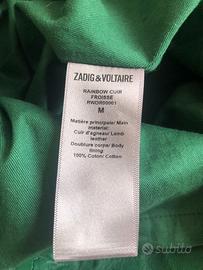 ZADIG & VOLTAIRE
RAINBOW CUIR
FROISSE
RWDR00001
M
Matière principale/ Main
material:
Cuir d'agneau/ Lamb
leather
Doublure corps/ Body
lining
100% Coton/ Cotton
subito